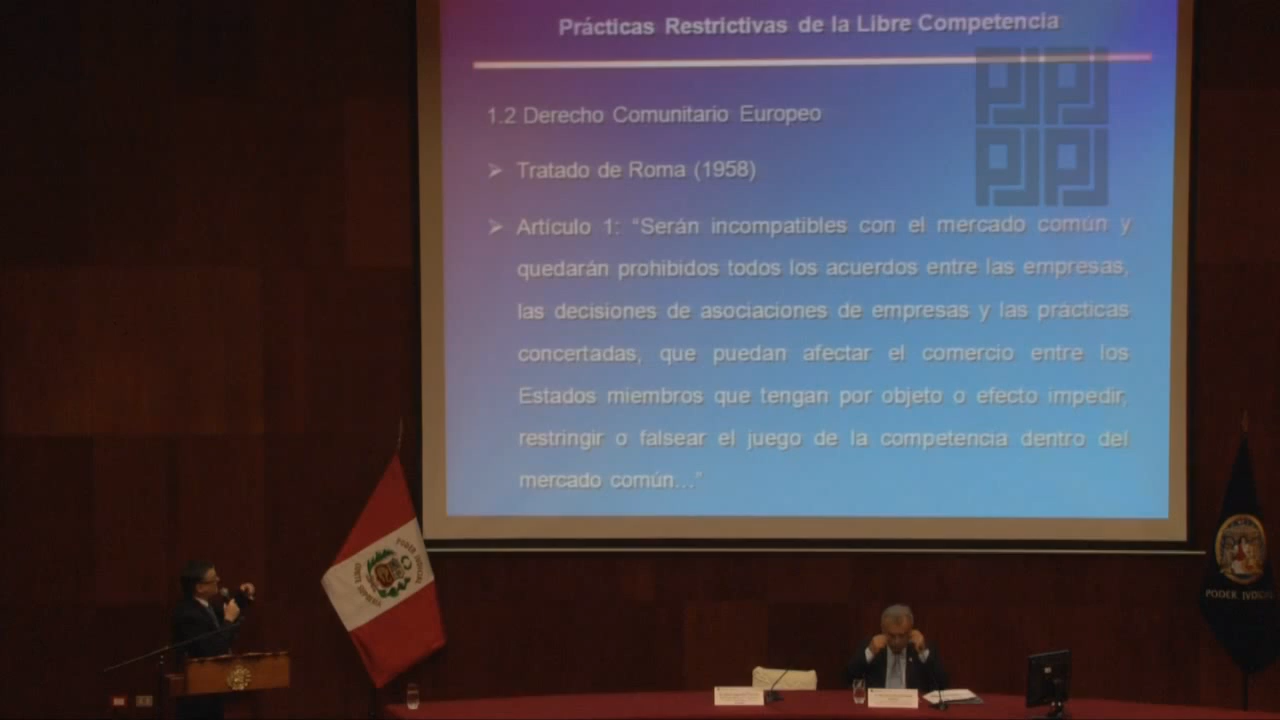 Prácticas Restrictivas de la Libre Competencia
1.2 Derecho Comunitario Europeo
Tratado de Roma (1958)
Artículo 1: “Serán incompatibles con el mercado común y
quedarán prohibidos todos los acuerdos entre las empresas,
las decisiones de asociaciones de empresas y las prácticas
concertadas, que puedan afectar el comercio entre los
Estados miembros que tengan por objeto o efecto impedir,
restringir o falsear el juego de la competencia dentro del
mercado común...”
PODER
PODER